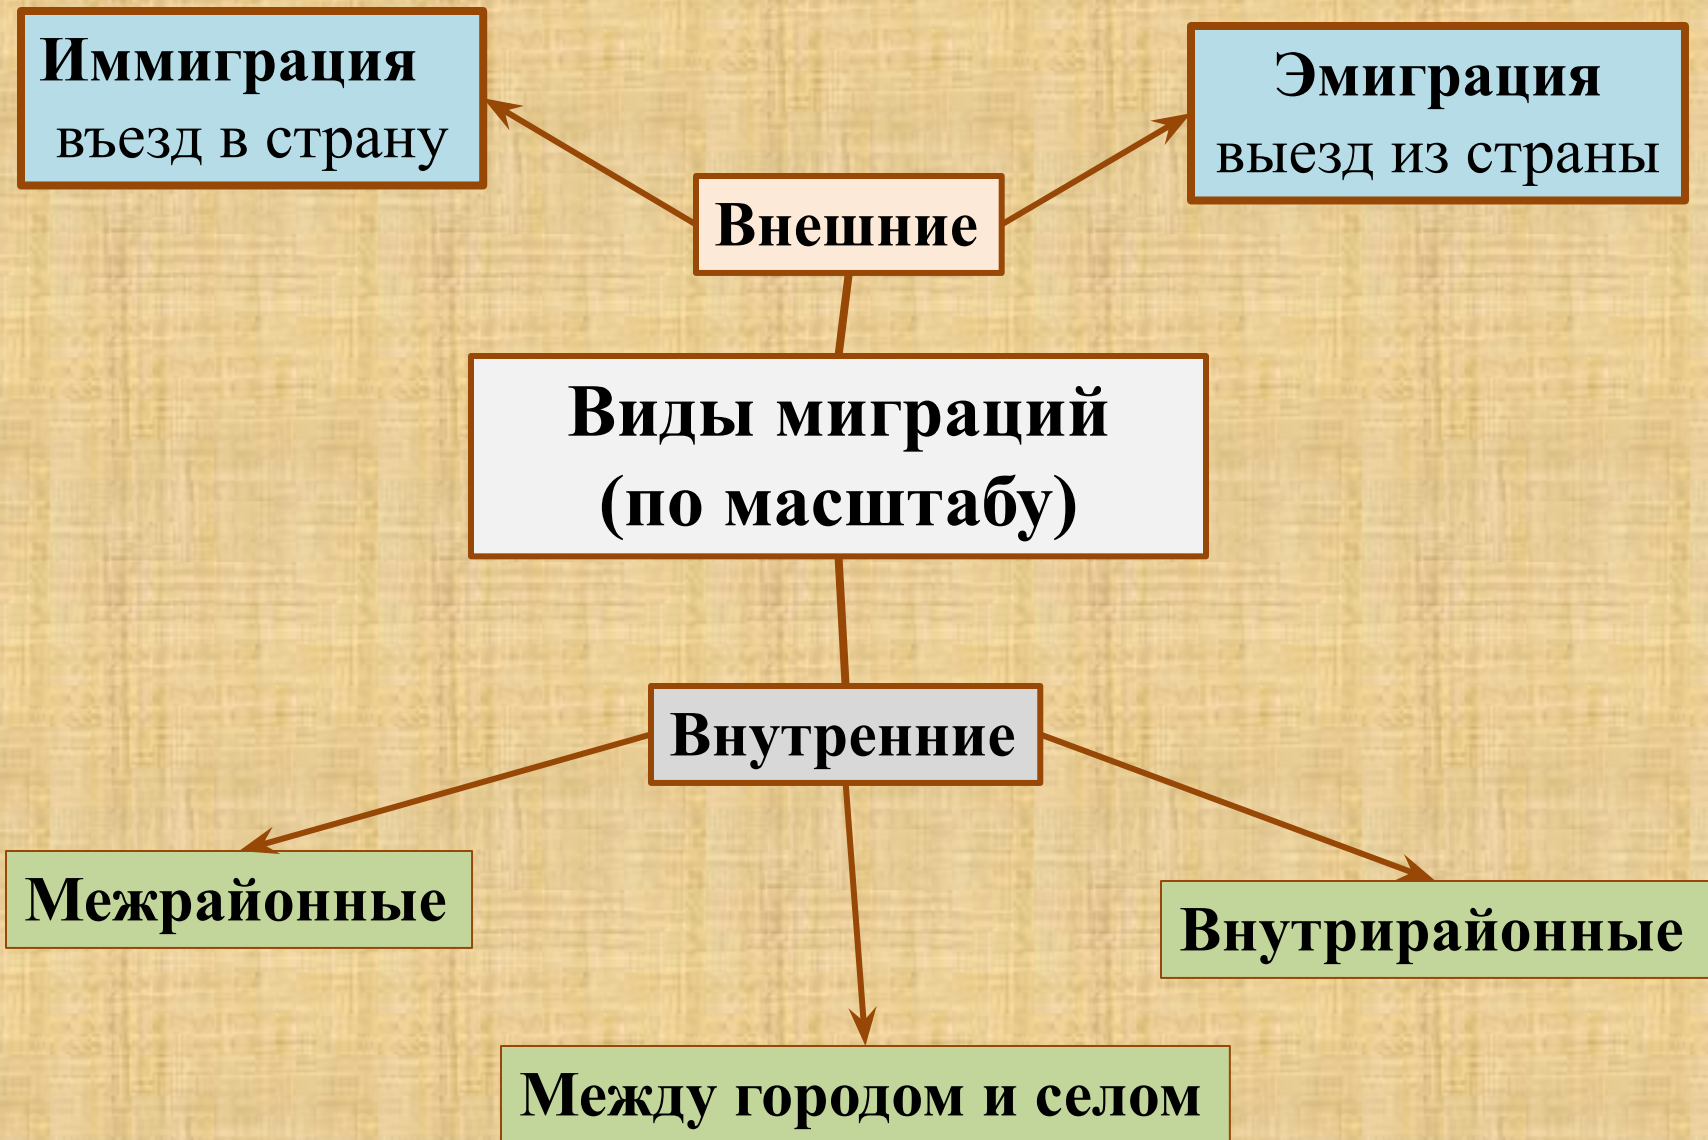 Иммиграция
въезд в страну
Эмиграция
выезд из страны
Внешние
Виды миграций
(по масштабу)
Внутренние
Межрайонные
Внутрирайонные
Между городом и селом